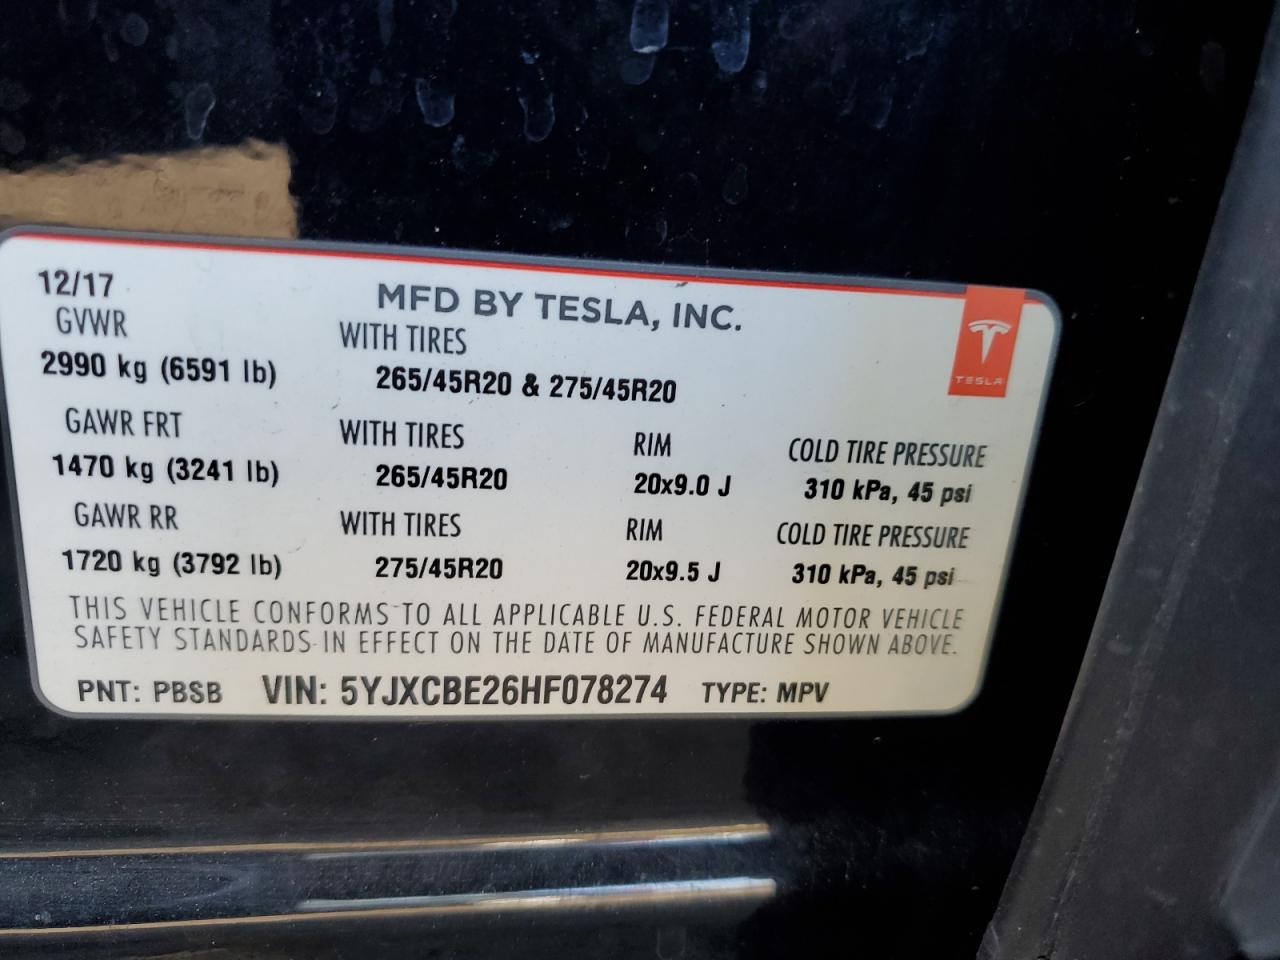 12/17 MFD BY TESLA, INC.
GVWR WITH TIRES
2990 kg (6591 lb) 265/45R20 & 275/45R20
TESLA
GAWR FRT WITH TIRES RIM COLD TIRE PRESSURE
1470 kg (3241 lb) 265/45R20 20x9.0 J 310 kPa, 45 psi
GAWR RR WITH TIRES RIM COLD TIRE PRESSURE
1720 kg (3792 lb) 275/45R20 20x9.5 J 310 kPa, 45 psi
THIS VEHICLE CONFORMS TO ALL APPLICABLE U.S. FEDERAL MOTOR VEHICLE
SAFETY STANDARDS IN EFFECT ON THE DATE OF MANUFACTURE SHOWN ABOVE.
PNT: PBSB VIN: 5YJXCBE26HF078274 TYPE: MPV